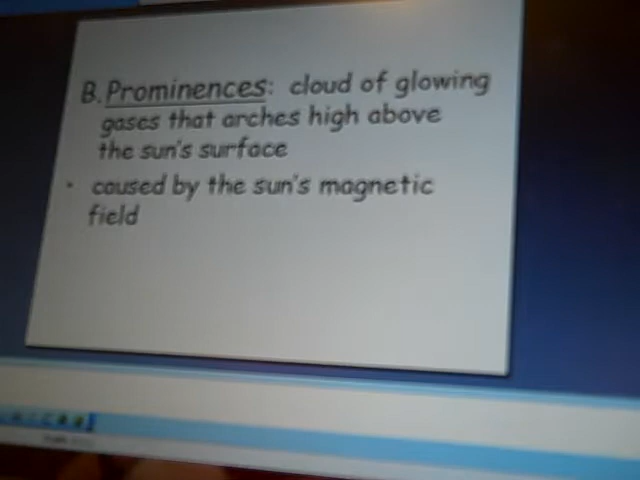 B. Prominences: cloud of glowing
gases that arches high above
the sun's surface
• caused by the sun's magnetic
field